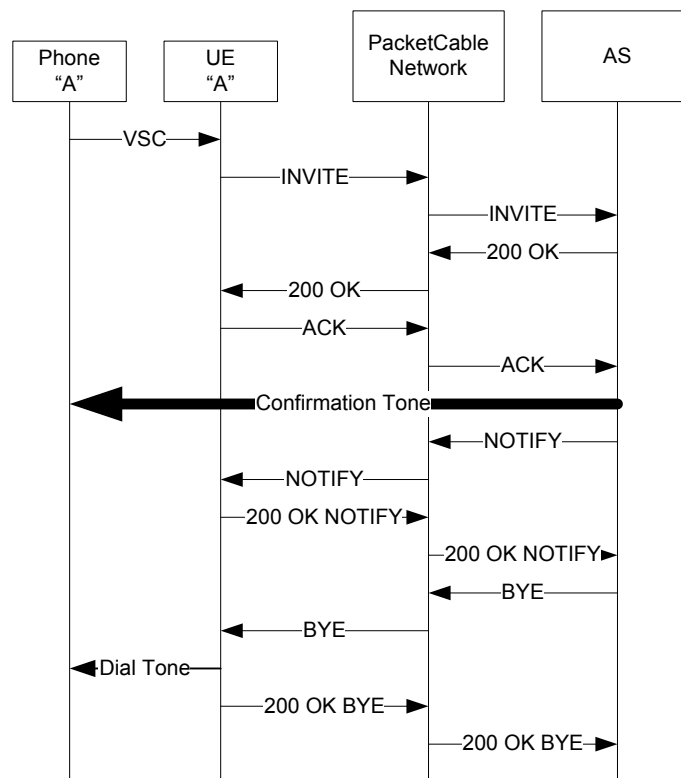 Phone
“A”
UE
“A”
PacketCable
Network
AS
VSC
INVITE
INVITE
200 OK
200 OK
ACK
ACK
Confirmation Tone
NOTIFY
NOTIFY
200 OK NOTIFY
200 OK NOTIFY
BYE
BYE
Dial Tone
200 OK BYE
200 OK BYE